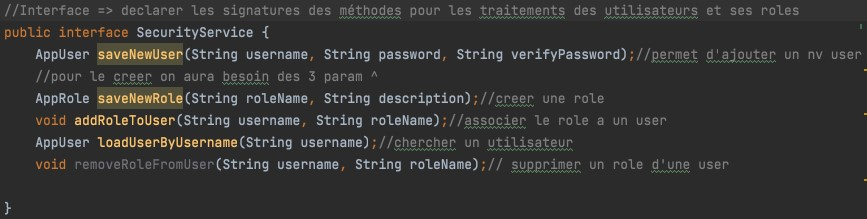 //Interface => declarer les signatures des méthodes pour les traitements des utilisateurs et ses roles
public interface SecurityService {
AppUser saveNewUser(String username, String password, String verifyPassword);//permet d'ajouter un nv user
//pour le creer on aura besoin des 3 param ^
AppRole saveNewRole(String roleName, String description);//creer une role
void addRoleToUser(String username, String roleName);//associer le role a un user
AppUser loadUserByUsername(String username);//chercher un utilisateur
void removeRoleFromUser(String username, String roleName);// supprimer un role d'une user
}